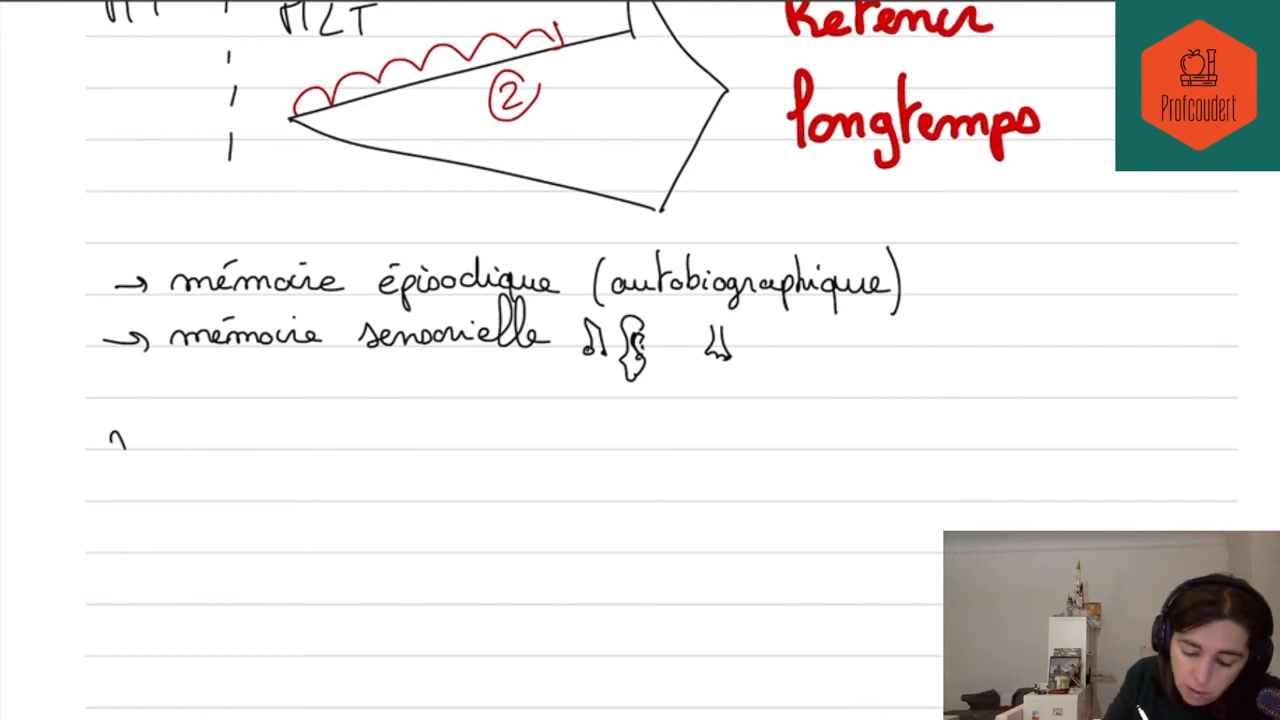 MLT
Retenir
②
longtemps
Profcoudert
→ mémoire épisodique (autobiographique)
→ mémoire sensorielle